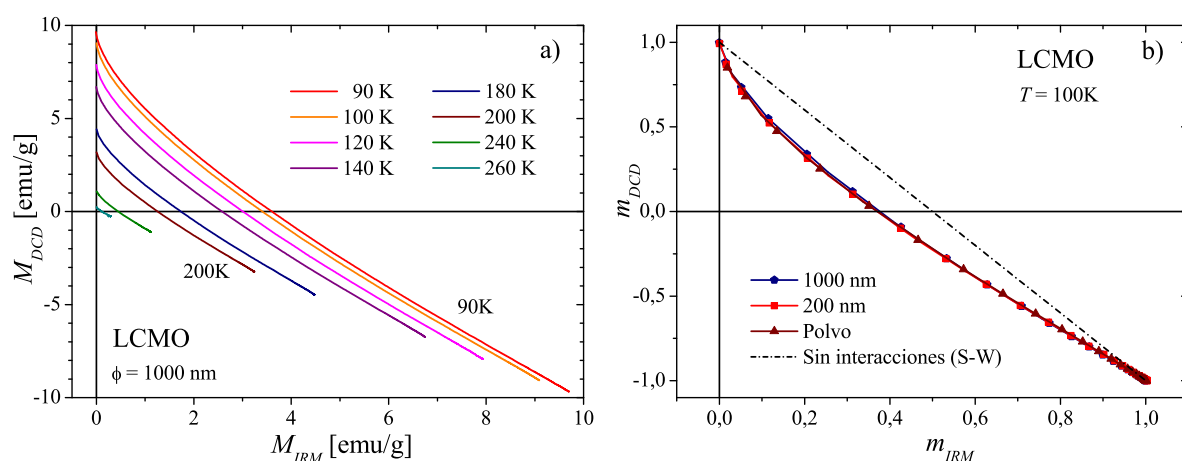 a)
10
5
0
-5
-10
M_DCD [emu/g]
90 K
100 K
120 K
140 K
180 K
200 K
240 K
260 K
200K
90K
LCMO
ϕ = 1000 nm
0
2
4
6
8
10
M_IRM [emu/g]
b)
1,0
0,5
0,0
-0,5
-1,0
m_DCD
LCMO
T = 100K
1000 nm
200 nm
Polvo
Sin interacciones (S-W)
0,0
0,2
0,4
0,6
0,8
1,0
m_IRM